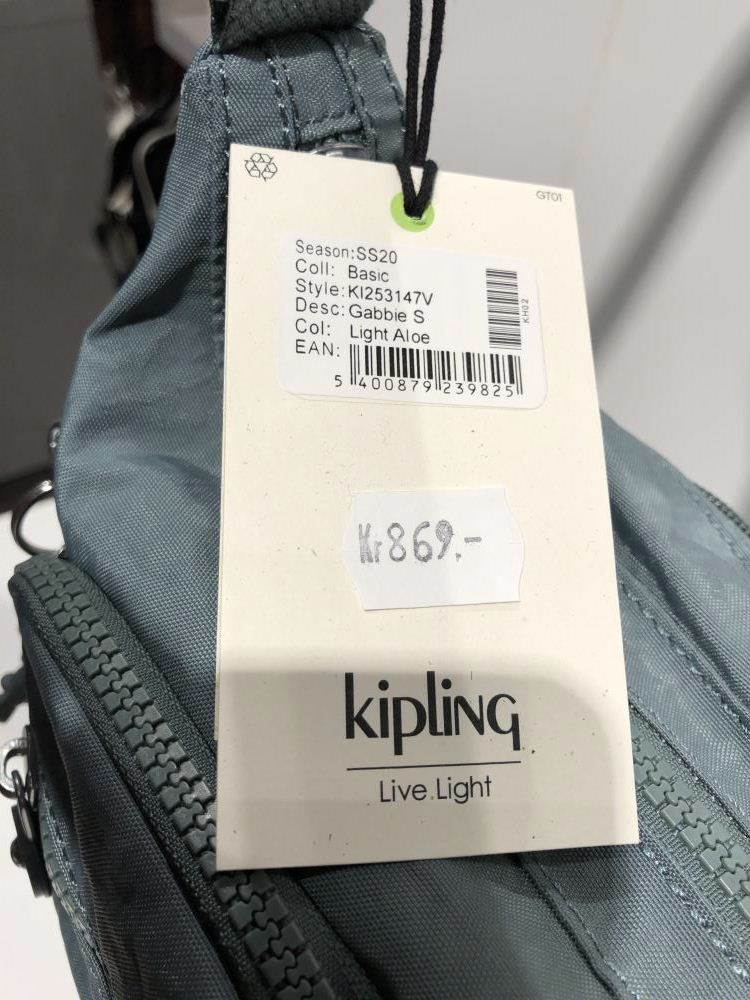 GT01
Season:SS20
Coll: Basic
Style:KI253147V
Desc:Gabbie S
Col: Light Aloe
EAN:
5 400879 239825
KH02
Kr869.-
kipling
Live.Light